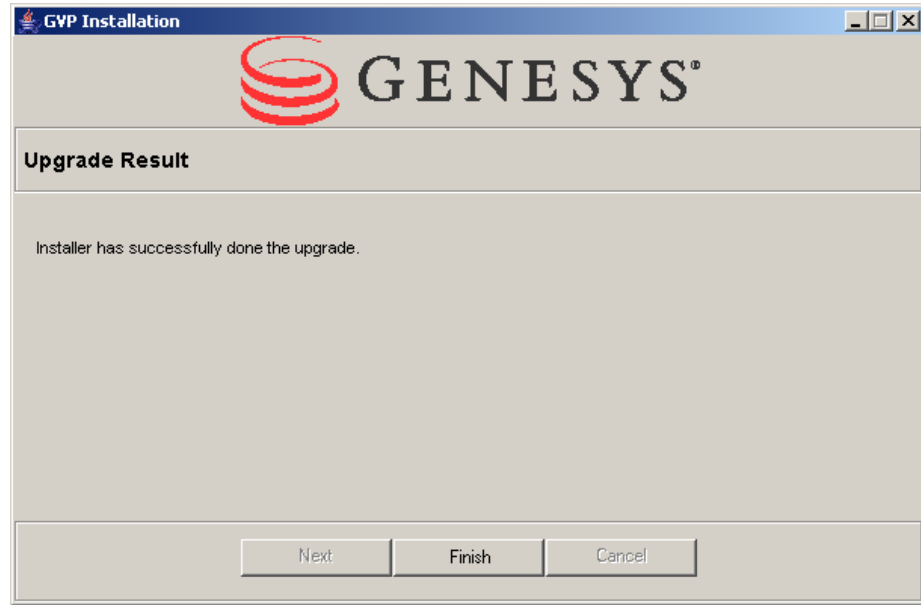 GVP Installation
GENESYS®
Upgrade Result
Installer has successfully done the upgrade.
Next Finish Cancel